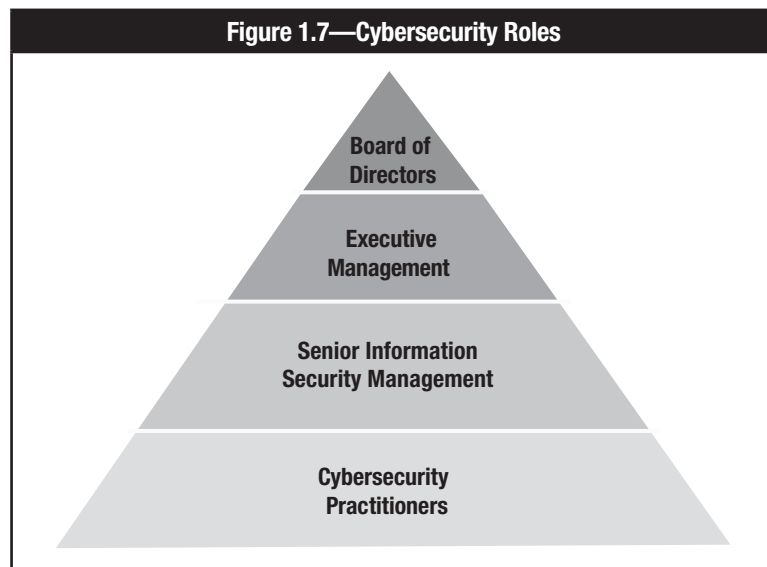 Figure 1.7—Cybersecurity Roles
Board of
Directors
Executive
Management
Senior Information
Security Management
Cybersecurity
Practitioners